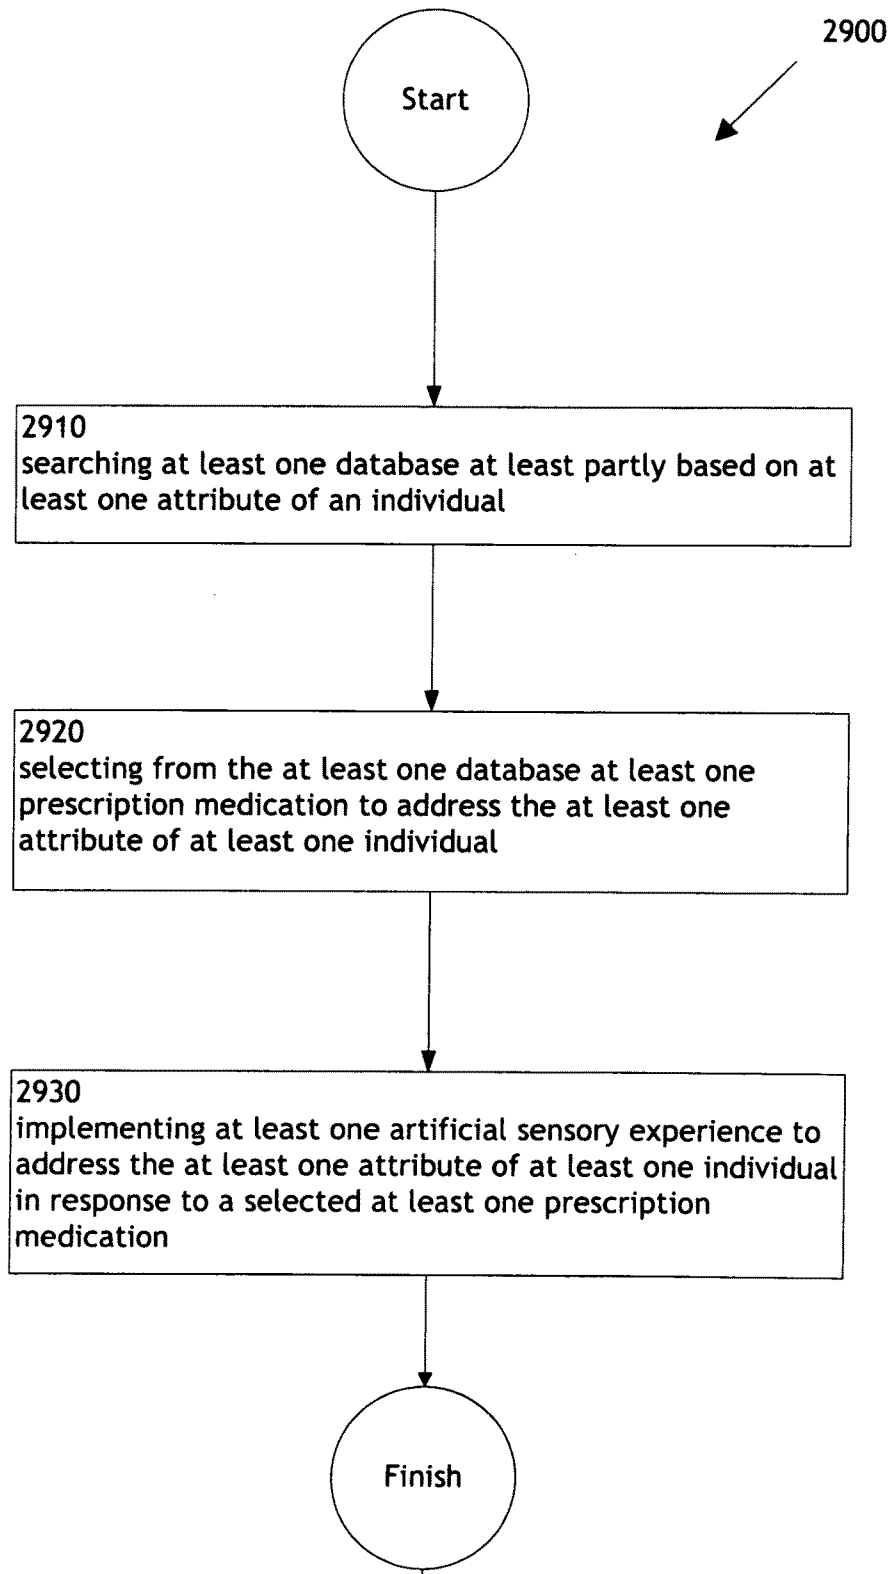 2900
Start
2910
searching at least one database at least partly based on at
least one attribute of an individual
2920
selecting from the at least one database at least one
prescription medication to address the at least one
attribute of at least one individual
2930
implementing at least one artificial sensory experience to
address the at least one attribute of at least one individual
in response to a selected at least one prescription
medication
Finish